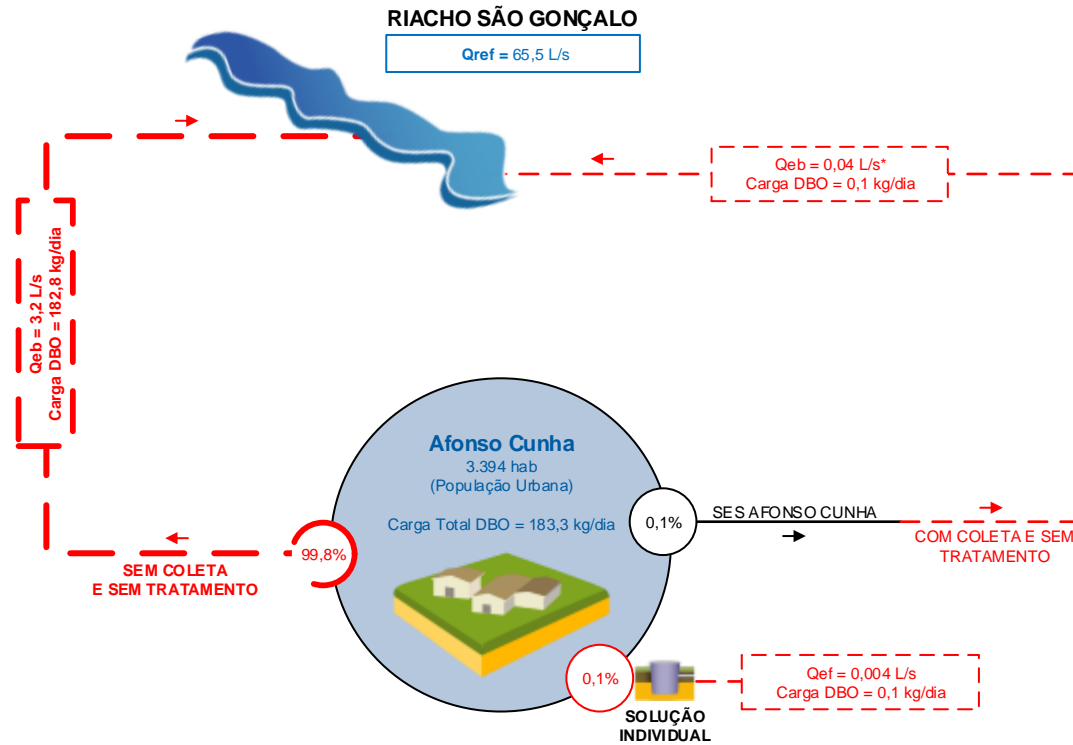 RIACHO SÃO GONÇALO
Qref = 65,5 L/s
Qeb = 0,04 L/s*
Carga DBO = 0,1 kg/dia
Qeb = 3,2 L/s
Carga DBO = 182,8 kg/dia
Afonso Cunha
3.394 hab
(População Urbana)
Carga Total DBO = 183,3 kg/dia
0,1%
SES AFONSO CUNHA
COM COLETA E SEM
TRATAMENTO
99,8%
SEM COLETA
E SEM TRATAMENTO
0,1%
SOLUÇÃO
INDIVIDUAL
Qef = 0,004 L/s
Carga DBO = 0,1 kg/dia